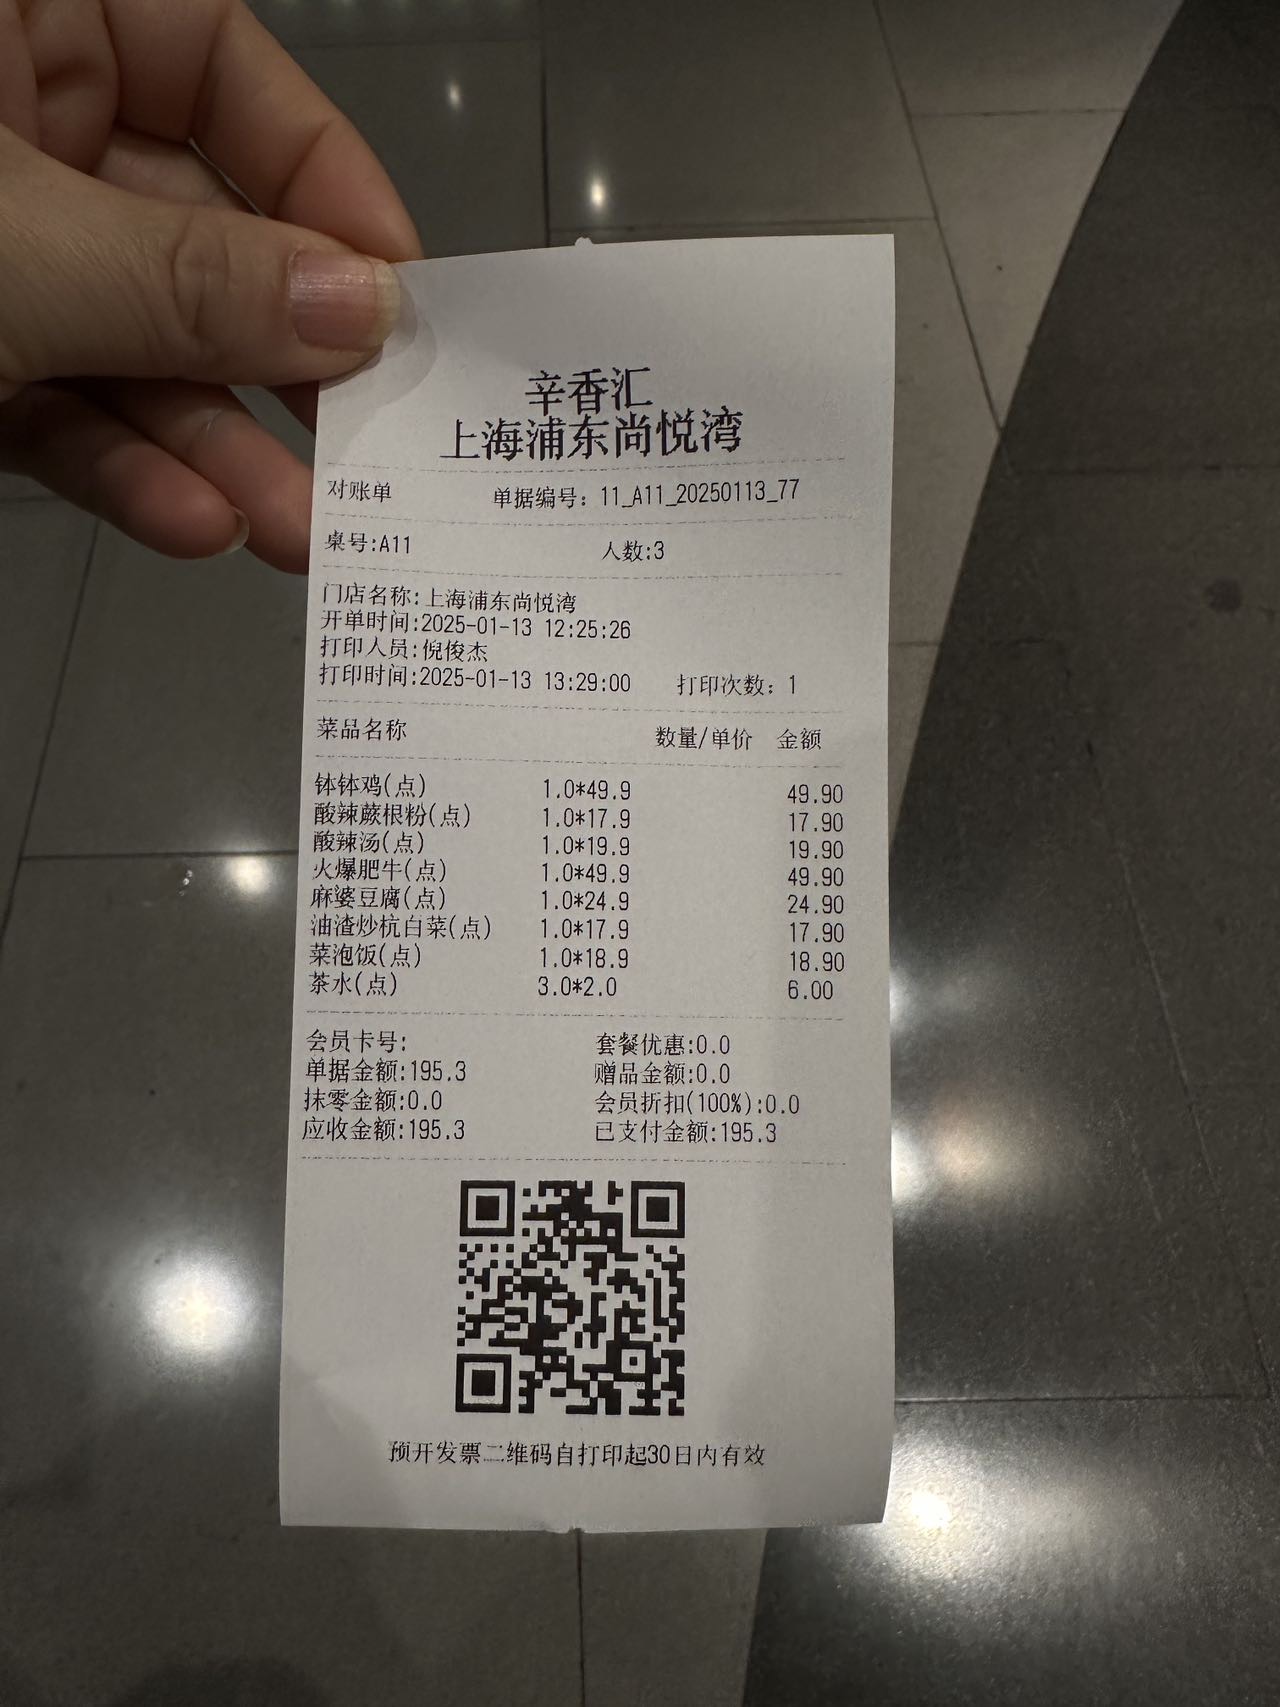 辛香汇
上海浦东尚悦湾
对账单 单据编号：11_A11_20250113_77
桌号:A11 人数:3
门店名称:上海浦东尚悦湾
开单时间:2025-01-13 12:25:26
打印人员:倪俊杰
打印时间:2025-01-13 13:29:00 打印次数：1
菜品名称 数量/单价 金额
钵钵鸡(点) 1.0*49.9 49.90
酸辣蕨根粉(点) 1.0*17.9 17.90
酸辣汤(点) 1.0*19.9 19.90
火爆肥牛(点) 1.0*49.9 49.90
麻婆豆腐(点) 1.0*24.9 24.90
油渣炒杭白菜(点) 1.0*17.9 17.90
菜泡饭(点) 1.0*18.9 18.90
茶水(点) 3.0*2.0 6.00
会员卡号: 套餐优惠:0.0
单据金额:195.3 赠品金额:0.0
抹零金额:0.0 会员折扣(100%):0.0
应收金额:195.3 已支付金额:195.3
预开发票二维码自打印起30日内有效